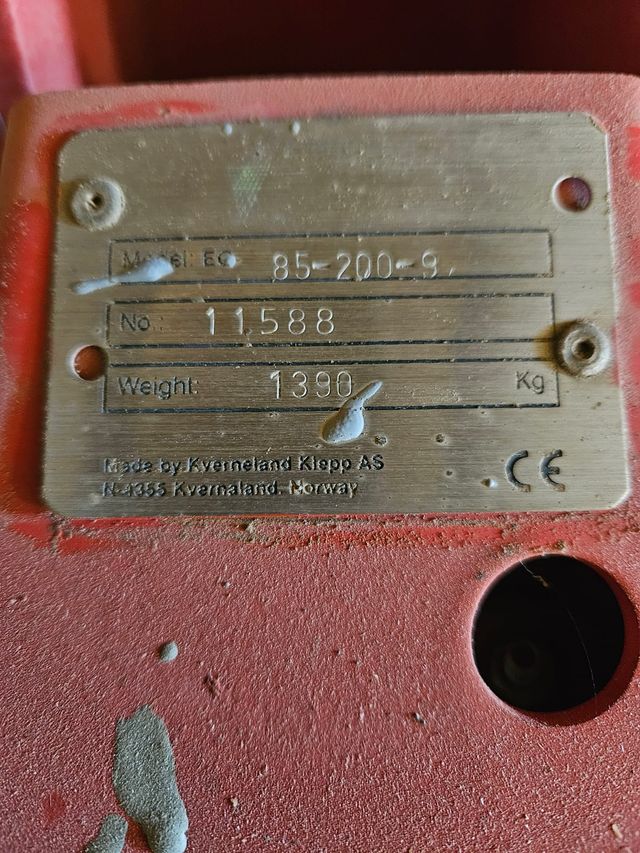 Model: EG 85-200-9
No.: 11588
Weight: 1390 Kg
Made by Kverneland Klepp AS
N-4355 Kvernaland, Norway
CE